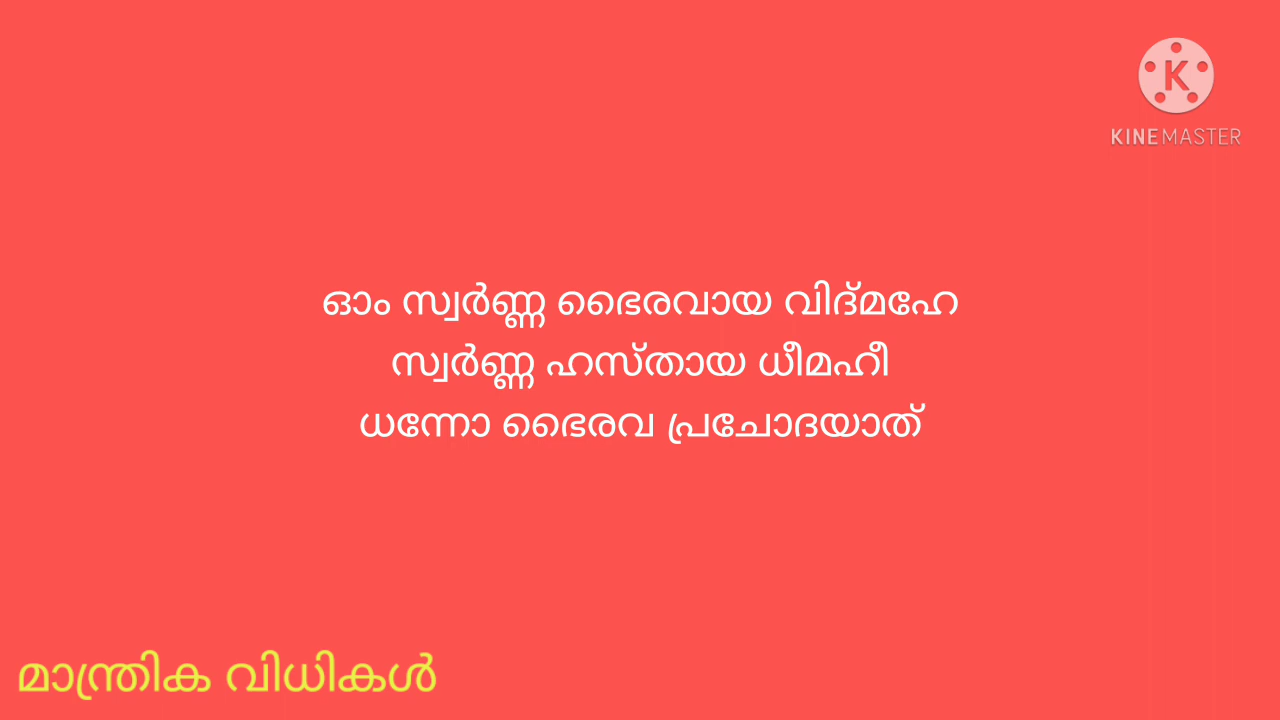 K
KINEMASTER
ഓം സ്വർണ്ണ ഭൈരവായ വിദ്മഹേ
സ്വർണ്ണ ഹസ്തായ ധീമഹീ
ധന്നോ ഭൈരവ പ്രചോദയാത്
മാന്ത്രിക വിധികൾ